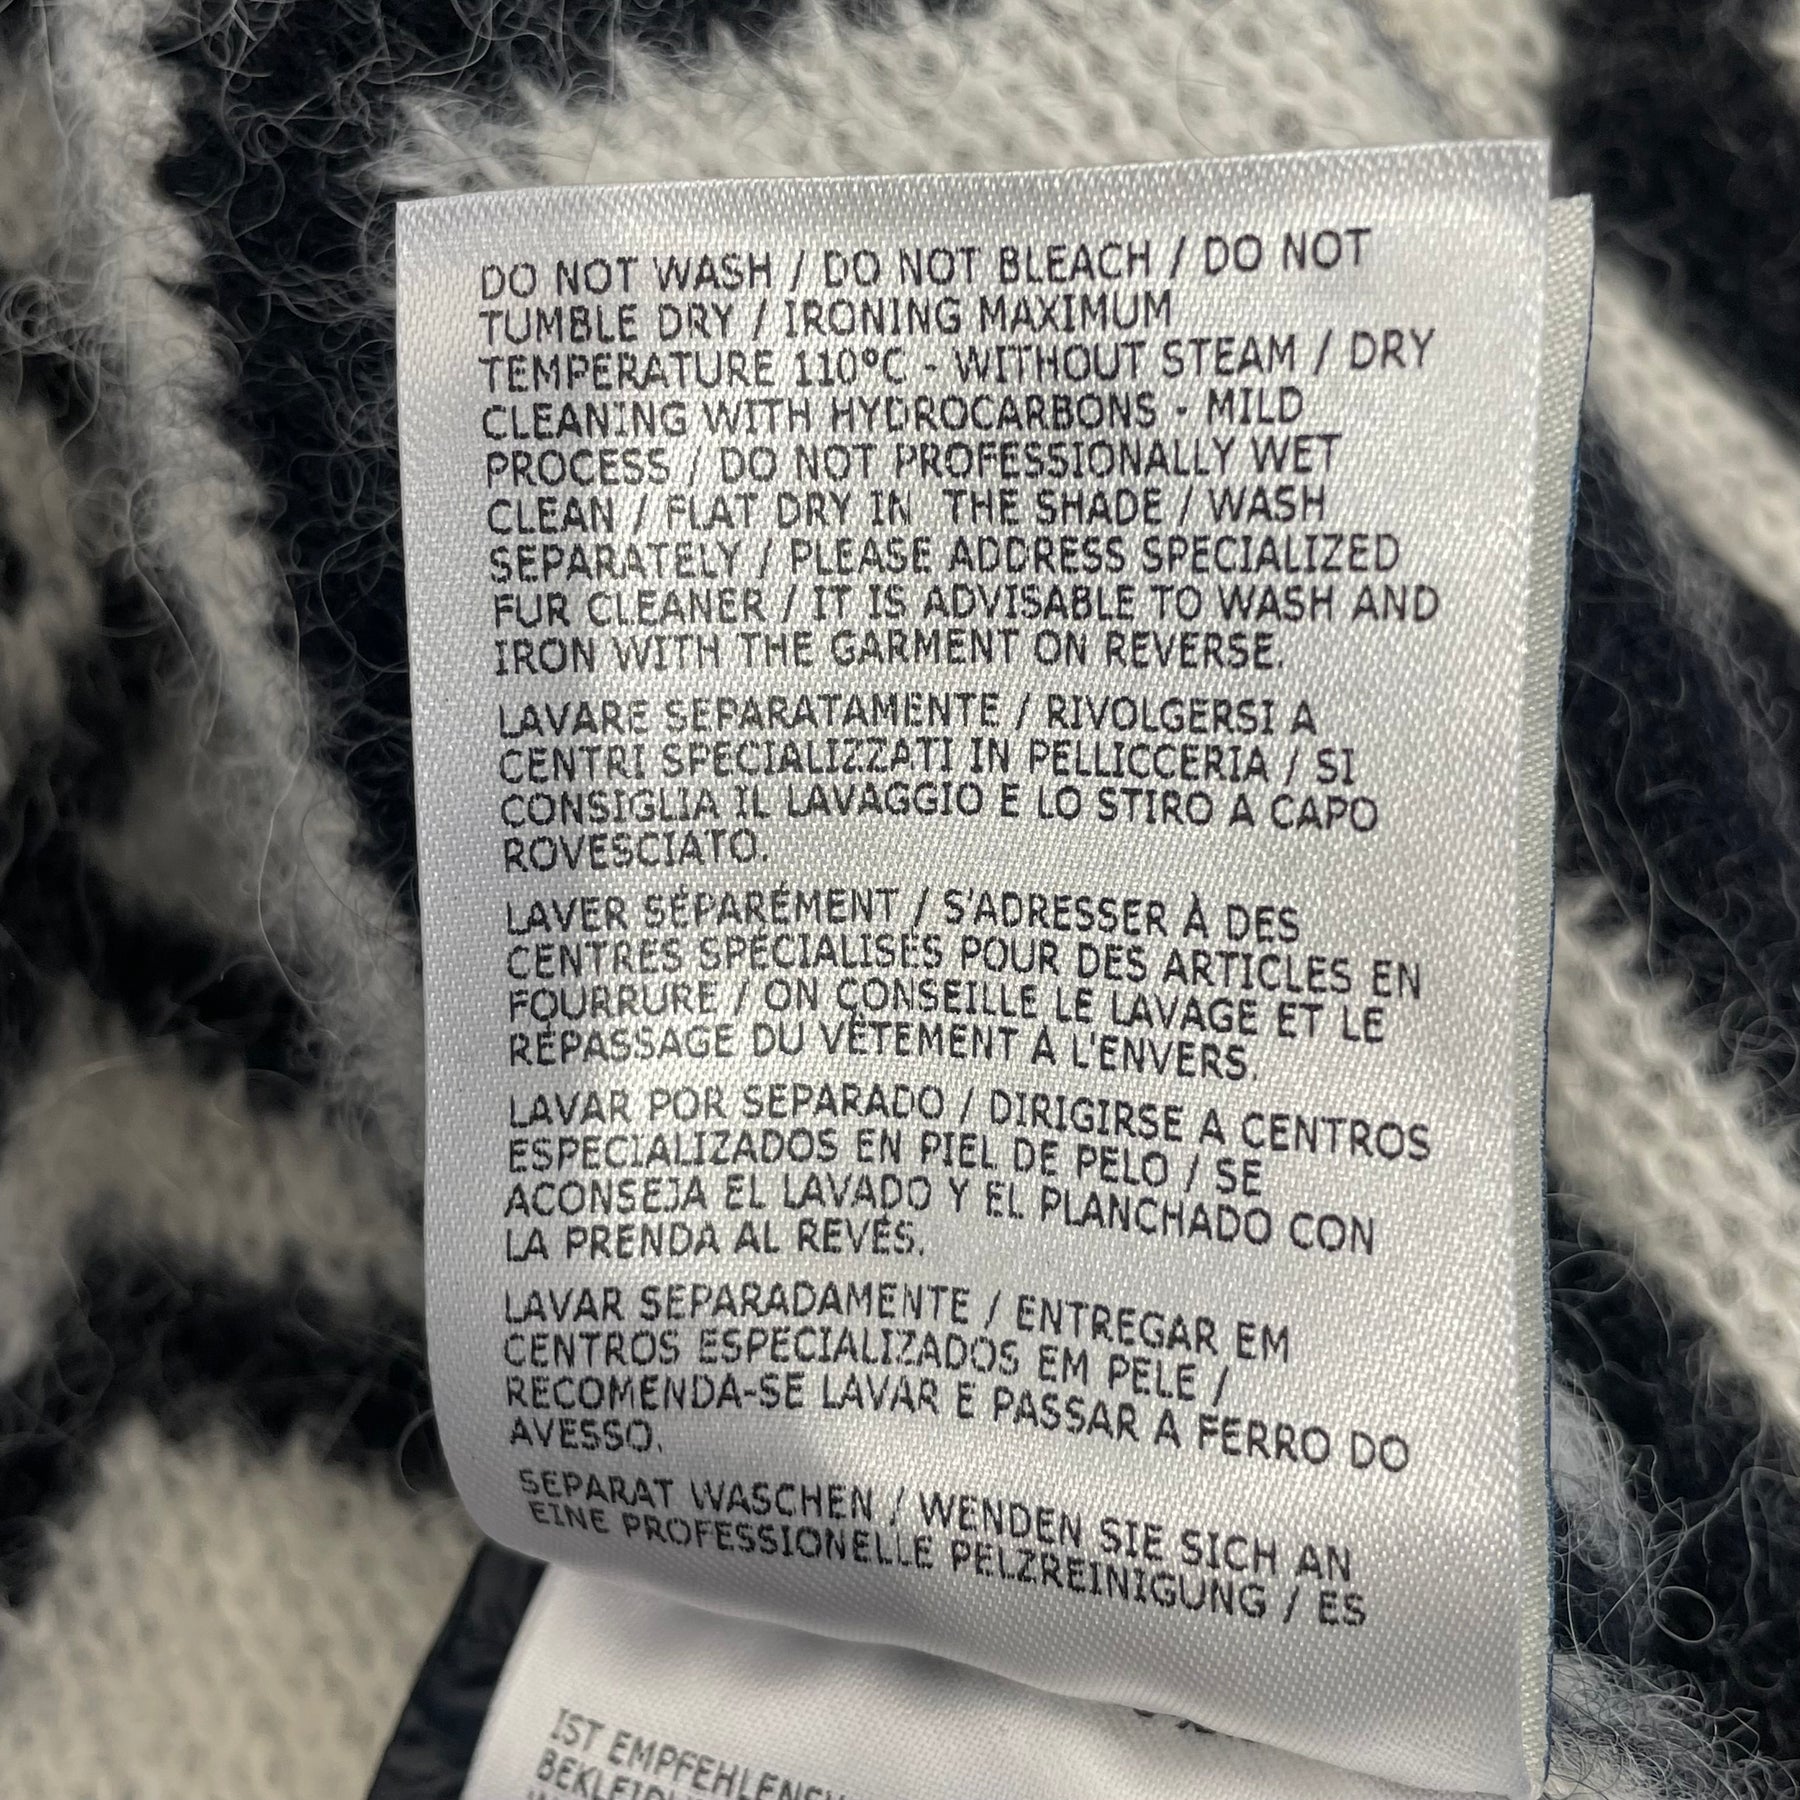 DO NOT WASH / DO NOT BLEACH / DO NOT
TUMBLE DRY / IRONING MAXIMUM
TEMPERATURE 110°C - WITHOUT STEAM / DRY
CLEANING WITH HYDROCARBONS - MILD
PROCESS / DO NOT PROFESSIONALLY WET
CLEAN / FLAT DRY IN THE SHADE / WASH
SEPARATELY / PLEASE ADDRESS SPECIALIZED
FUR CLEANER / IT IS ADVISABLE TO WASH AND
IRON WITH THE GARMENT ON REVERSE.
LAVARE SEPARATAMENTE / RIVOLGERSI A
CENTRI SPECIALIZZATI IN PELLICCERIA / SI
CONSIGLIA IL LAVAGGIO E LO STIRO A CAPO
ROVESCIATO.
LAVER SÉPARÉMENT / S'ADRESSER À DES
CENTRES SPÉCIALISÉS POUR DES ARTICLES EN
FOURRURE / ON CONSEILLE LE LAVAGE ET LE
RÉPASSAGE DU VÊTEMENT À L'ENVERS.
LAVAR POR SEPARADO / DIRIGIRSE A CENTROS
ESPECIALIZADOS EN PIEL DE PELO / SE
ACONSEJA EL LAVADO Y EL PLANCHADO CON
LA PRENDA AL REVÉS.
LAVAR SEPARADAMENTE / ENTREGAR EM
CENTROS ESPECIALIZADOS EM PELE /
RECOMENDA-SE LAVAR E PASSAR A FERRO DO
AVESSO.
SEPARAT WASCHEN / WENDEN SIE SICH AN
EINE PROFESSIONELLE PELZREINIGUNG / ES
IST EMPFEHLENS